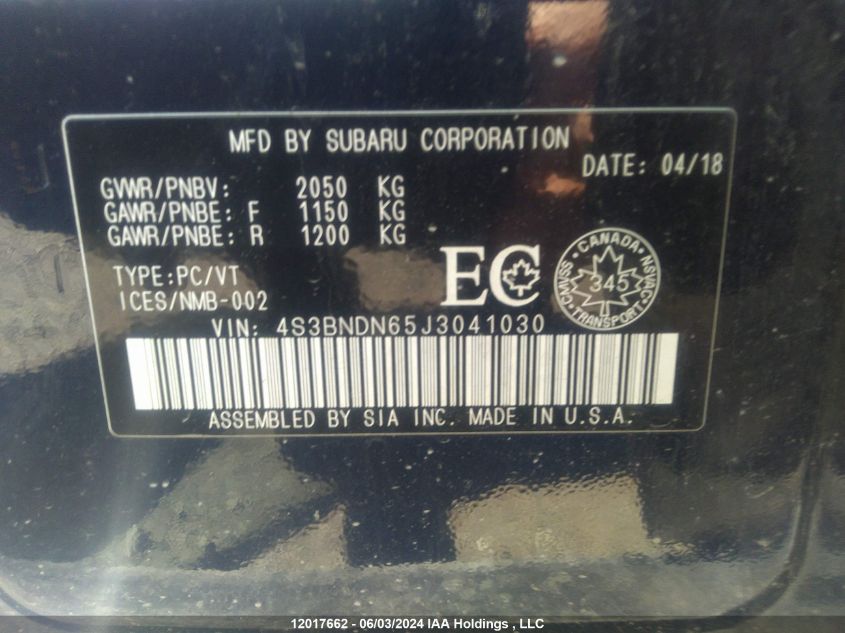 MFD BY SUBARU CORPORATION
DATE: 04/18
GVWR/PNBV: 2050 KG
GAWR/PNBE: F 1150 KG
GAWR/PNBE: R 1200 KG
TYPE:PC/VT
ICES/NMB-002
EC
CANADA
CMVSS 345 NSVAC
TRANSPORT
VIN: 4S3BNDN65J3041030
ASSEMBLED BY SIA INC. MADE IN U.S.A.
12017662 - 06/03/2024 IAA Holdings , LLC